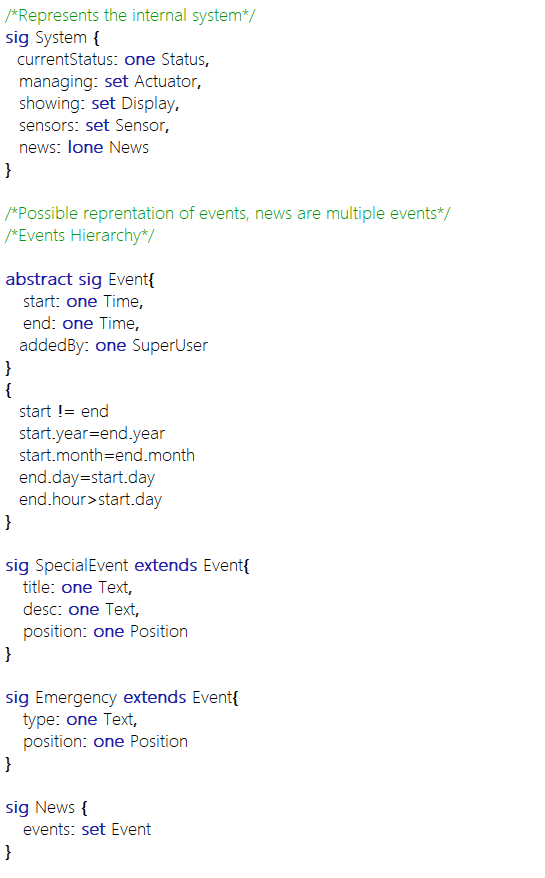 /*Represents the internal system*/
sig System {
currentStatus: one Status,
managing: set Actuator,
showing: set Display,
sensors: set Sensor,
news: lone News
}
/*Possible reprentation of events, news are multiple events*/
/*Events Hierarchy*/
abstract sig Event{
start: one Time,
end: one Time,
addedBy: one SuperUser
}
{
start != end
start.year=end.year
start.month=end.month
end.day=start.day
end.hour>start.day
}
sig SpecialEvent extends Event{
title: one Text,
desc: one Text,
position: one Position
}
sig Emergency extends Event{
type: one Text,
position: one Position
}
sig News {
events: set Event
}